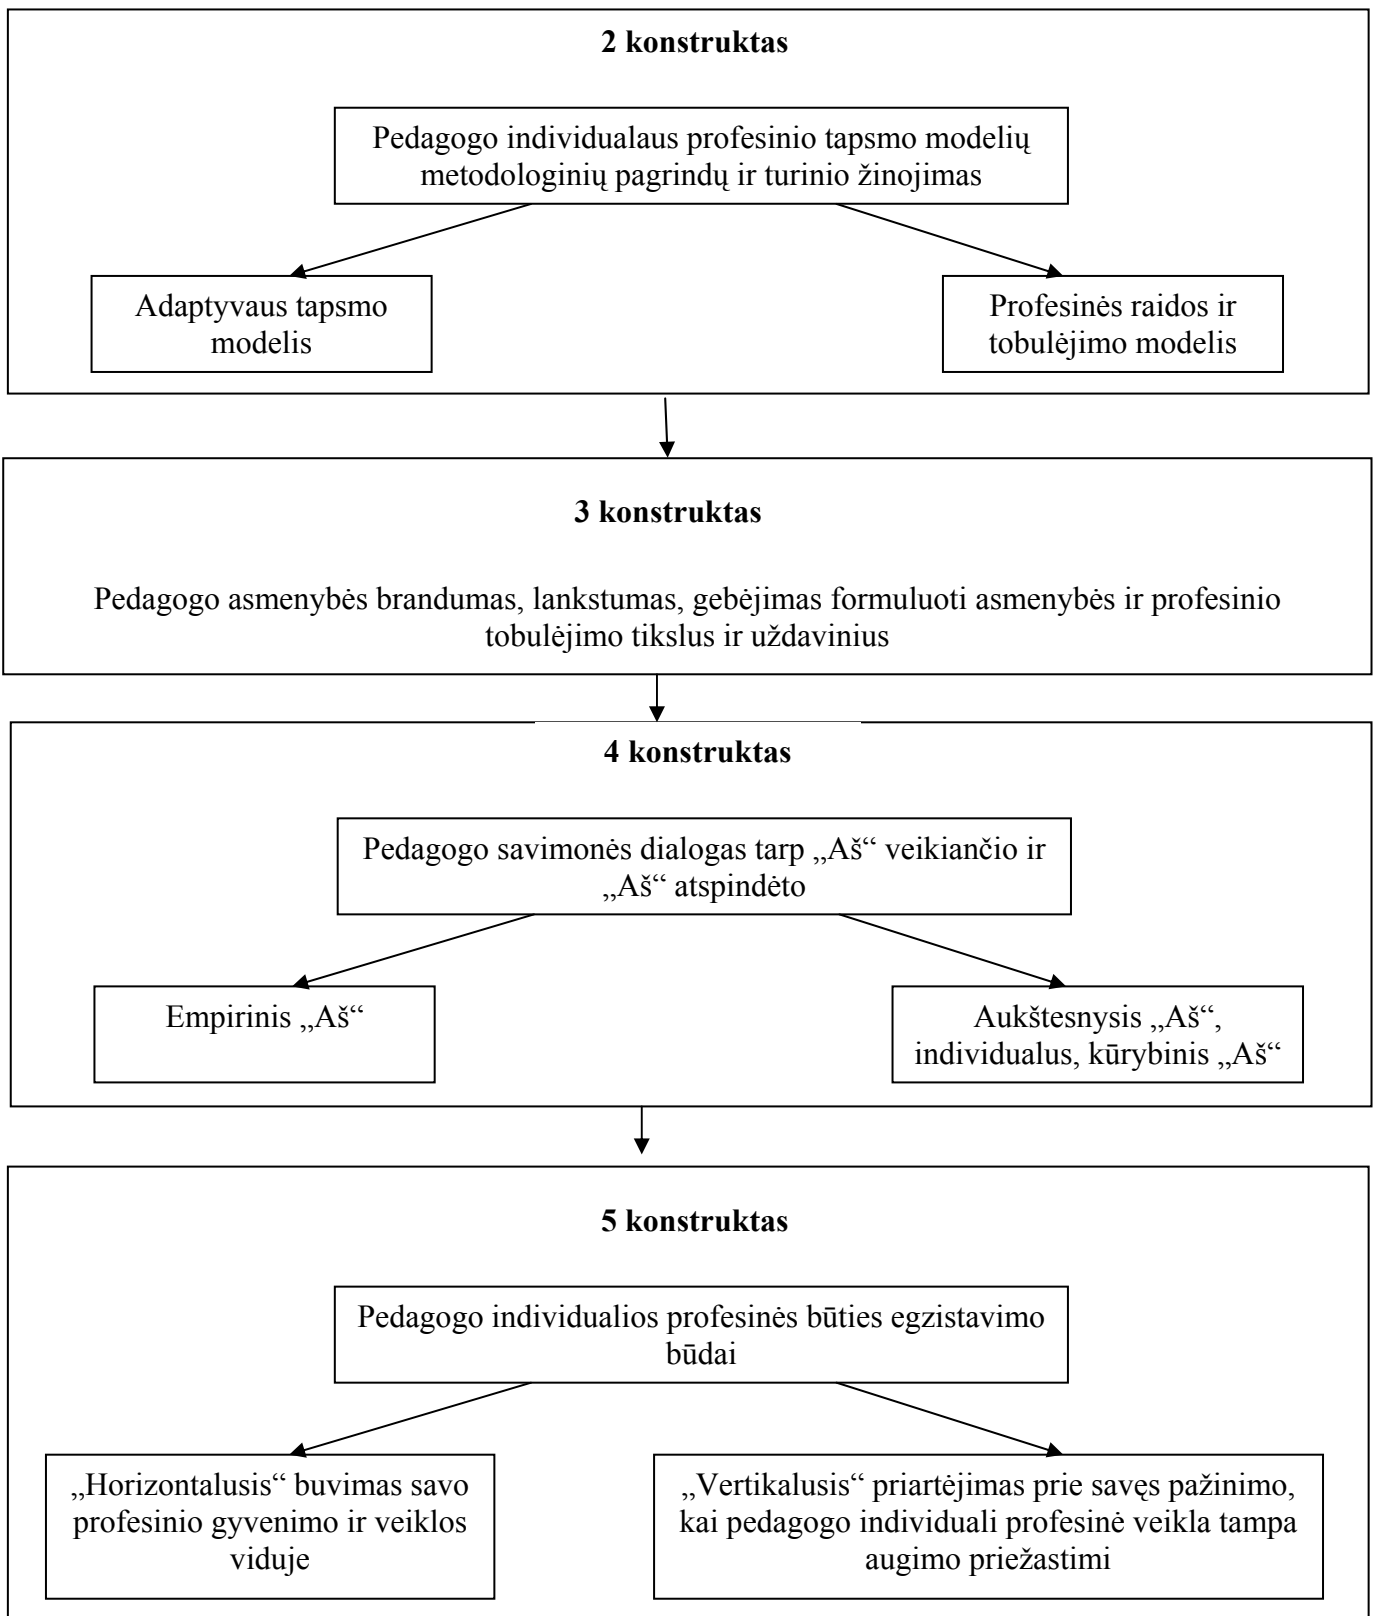 2 konstruktas
Pedagogo individualaus profesinio tapsmo modelių
metodologinių pagrindų ir turinio žinojimas
Adaptyvaus tapsmo
modelis
Profesinės raidos ir
tobulėjimo modelis
3 konstruktas
Pedagogo asmenybės brandumas, lankstumas, gebėjimas formuluoti asmenybės ir profesinio
tobulėjimo tikslus ir uždavinius
4 konstruktas
Pedagogo savimonės dialogas tarp „Aš“ veikiančio ir
„Aš“ atspindėto
Empirinis „Aš“
Aukštesnysis „Aš“,
individualus, kūrybinis „Aš“
5 konstruktas
Pedagogo individualios profesinės būties egzistavimo
būdai
„Horizontalusis“ buvimas savo
profesinio gyvenimo ir veiklos
viduje
„Vertikalusis“ priartėjimas prie savęs pažinimo,
kai pedagogo individuali profesinė veikla tampa
augimo priežastimi